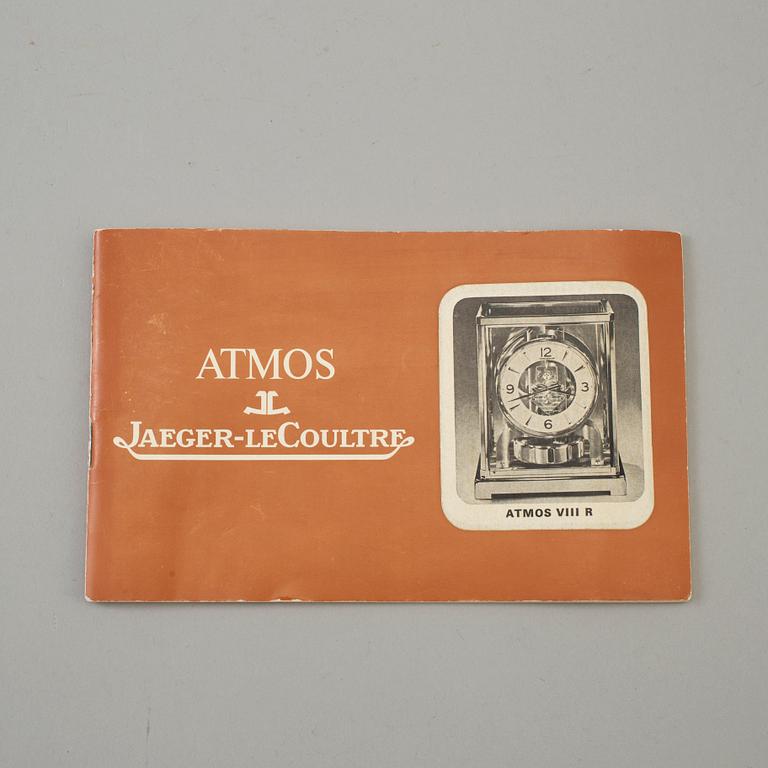 ATMOS
JAEGER-LECOULTRE
12
9 3
6
ATMOS VIII R